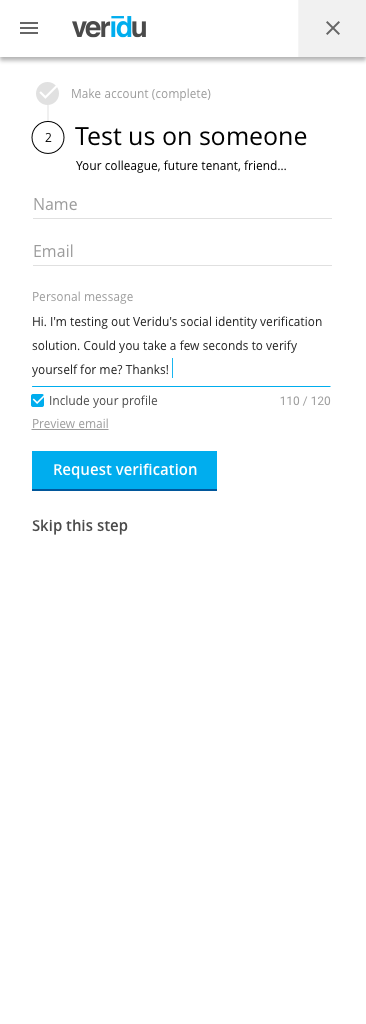 veridu
Make account (complete)
2
Test us on someone
Your colleague, future tenant, friend...
Name
Email
Personal message
Hi. I'm testing out Veridu's social identity verification
solution. Could you take a few seconds to verify
yourself for me? Thanks!
Include your profile
110 / 120
Preview email
Request verification
Skip this step